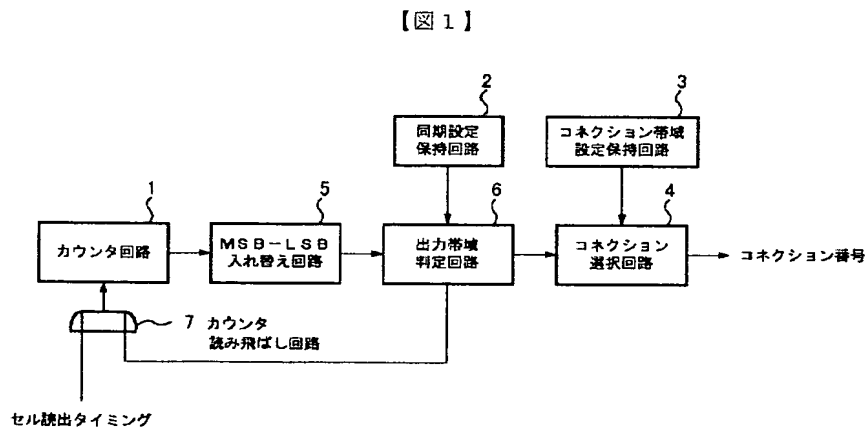 【図1】
2
同期設定
保持回路
3
コネクション帯域
設定保持回路
1
カウンタ回路
5
MSB-LSB
入れ替え回路
6
出力帯域
判定回路
4
コネクション
選択回路
コネクション番号
7 カウンタ
読み飛ばし回路
セル読出タイミング